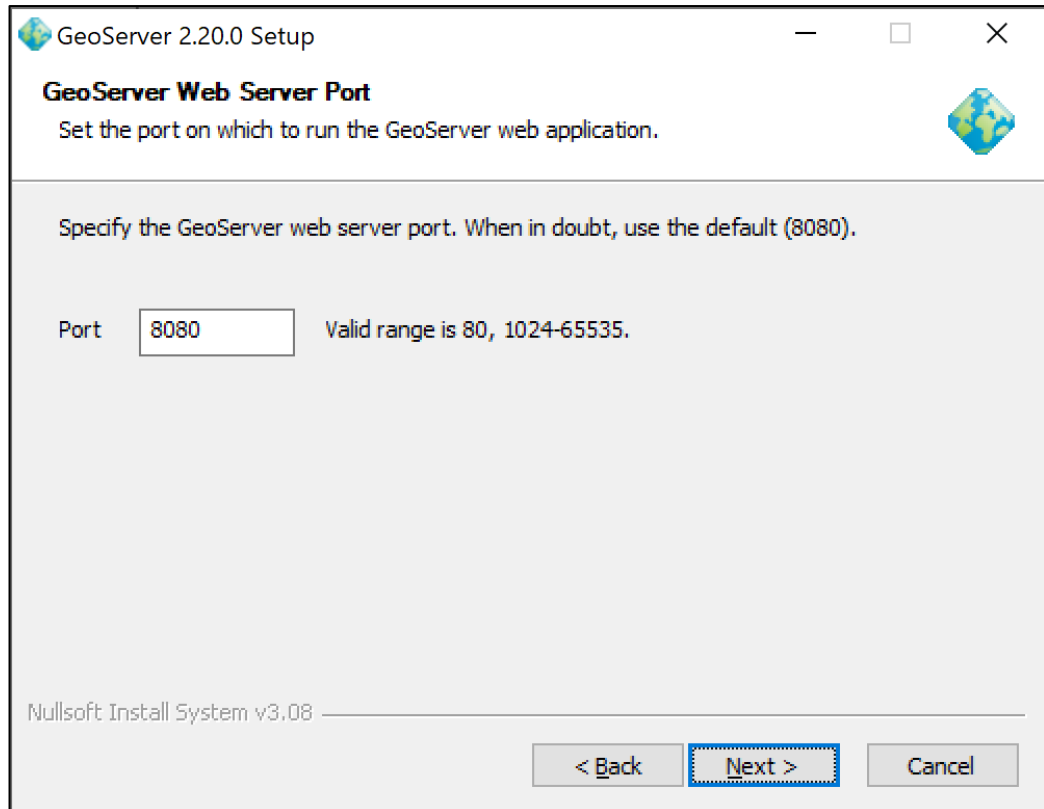 GeoServer 2.20.0 Setup
GeoServer Web Server Port
Set the port on which to run the GeoServer web application.
Specify the GeoServer web server port. When in doubt, use the default (8080).
Port 8080 Valid range is 80, 1024-65535.
Nullsoft Install System v3.08
< Back Next > Cancel